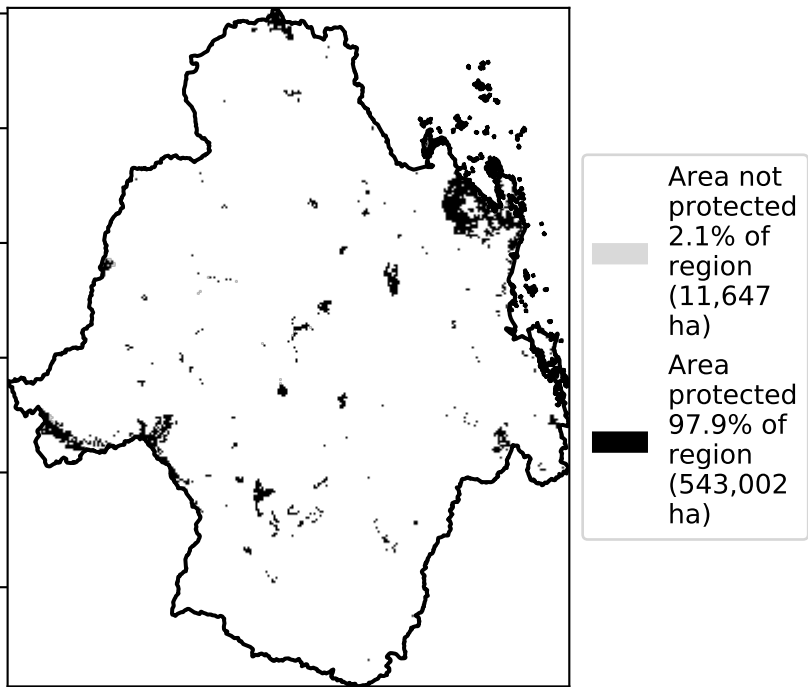 Area not
protected
2.1% of
region
(11,647
ha)
Area
protected
97.9% of
region
(543,002
ha)